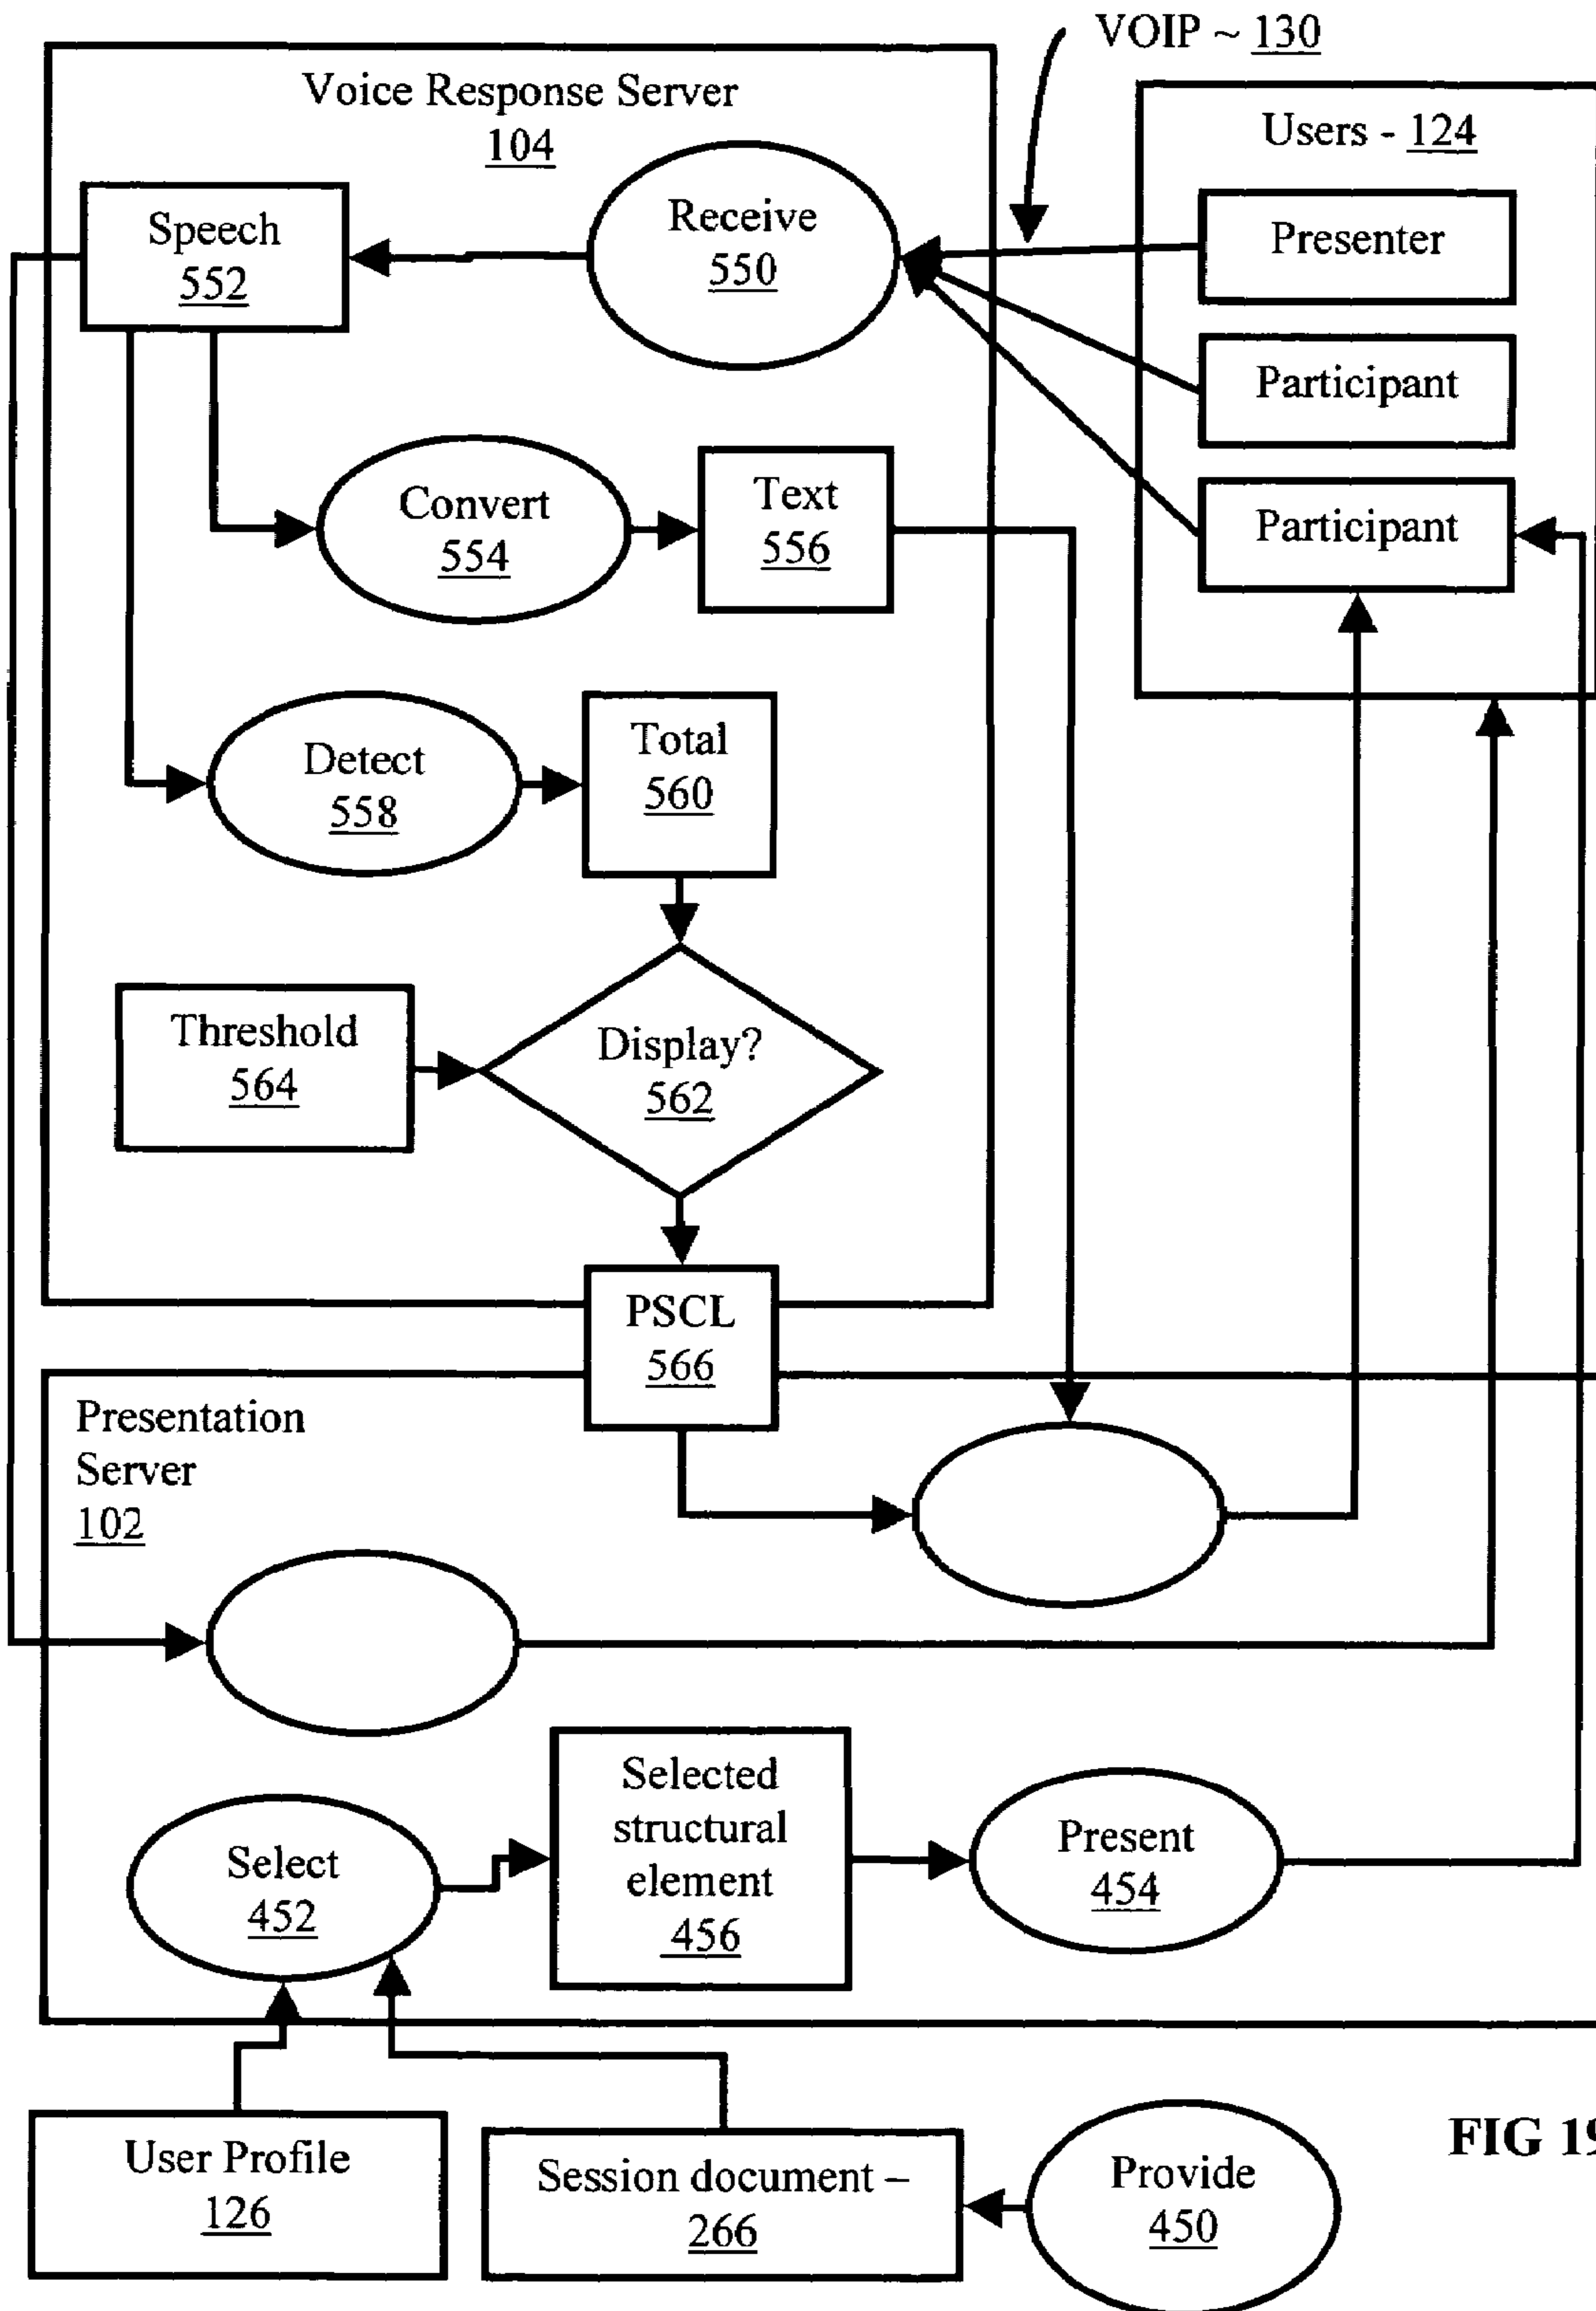 VOIP ~ 130
Voice Response Server
104
Users - 124
Speech
552
Receive
550
Presenter
Participant
Participant
Convert
554
Text
556
Detect
558
Total
560
Threshold
564
Display?
562
PSCL
566
Presentation
Server
102
Select
452
Selected
structural
element
456
Present
454
User Profile
126
Session document –
266
Provide
450
FIG 19